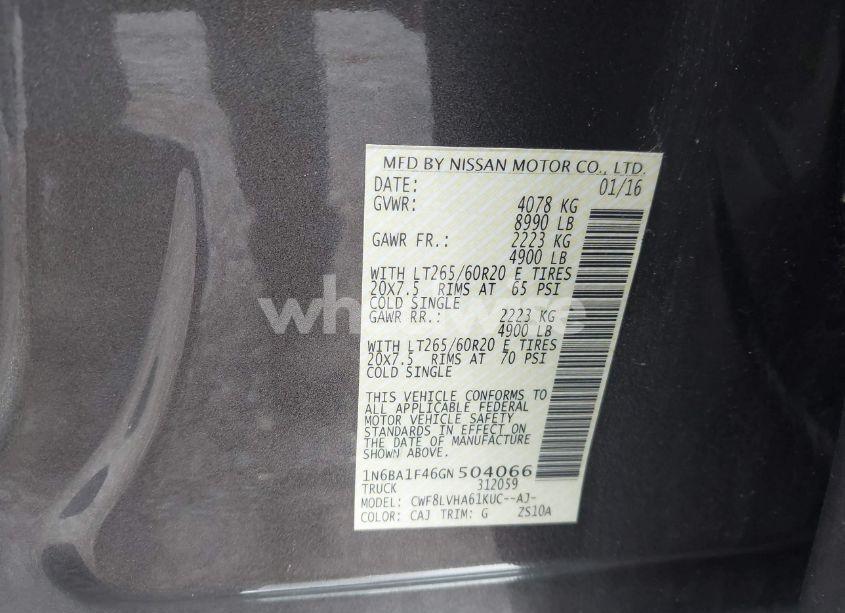 MFD BY NISSAN MOTOR CO., LTD.
DATE: 01/16
GVWR: 4078 KG
8990 LB
GAWR FR.: 2223 KG
4900 LB
WITH LT265/60R20 E TIRES
20X7.5 RIMS AT 65 PSI
COLD SINGLE
GAWR RR.: 2223 KG
4900 LB
WITH LT265/60R20 E TIRES
20X7.5 RIMS AT 70 PSI
COLD SINGLE
THIS VEHICLE CONFORMS TO
ALL APPLICABLE FEDERAL
MOTOR VEHICLE SAFETY
STANDARDS IN EFFECT ON
THE DATE OF MANUFACTURE
SHOWN ABOVE.
1N6BA1F46GN504066
TRUCK 312059
MODEL: CWF8LVHA61KUC--AJ-
COLOR: CAJ TRIM: G ZS10A